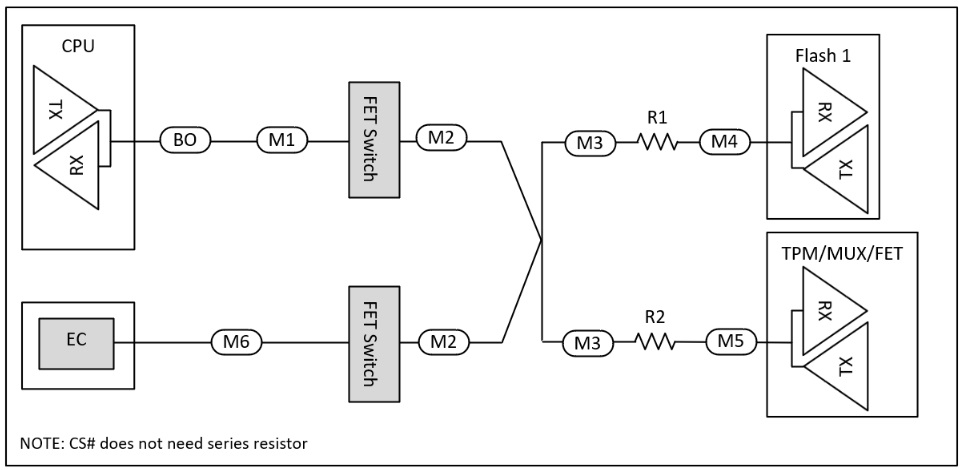 CPU
TX
RX
BO
M1
FET Switch
M2
M3
R1
M4
Flash 1
RX
TX
EC
M6
FET Switch
M2
M3
R2
M5
TPM/MUX/FET
RX
TX
NOTE: CS# does not need series resistor